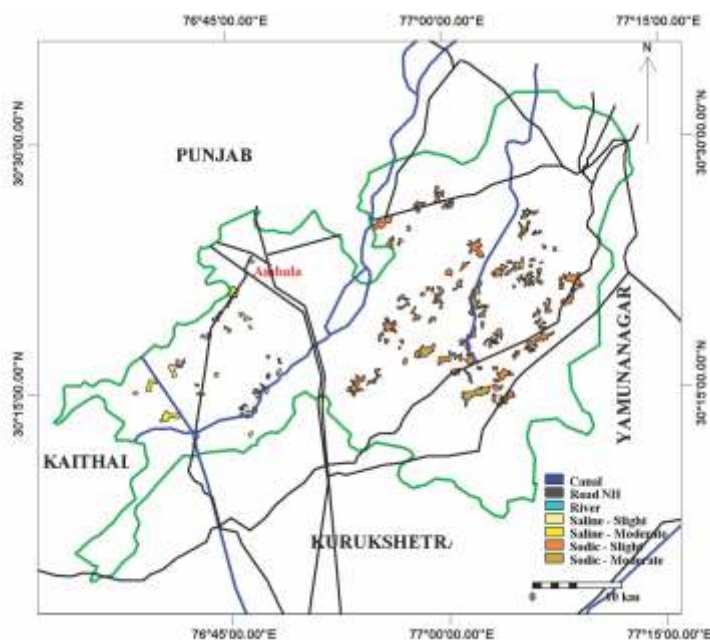 76°45'00.00"E 77°00'00.00"E 77°15'00.00"E
N
30°30'00.00"N 30°30'00.00"N
PUNJAB
Ambala
YAMUNANAGAR
30°15'00.00"N 30°15'00.00"N
KAITHAL
KURUKSHETRA
Canal
Road NH
River
Saline - Slight
Saline - Moderate
Sodic - Slight
Sodic - Moderate
0 10 km
76°45'00.00"E 77°00'00.00"E 77°15'00.00"E